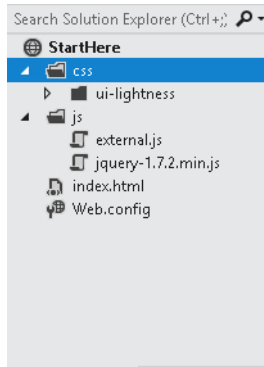 Search Solution Explorer (Ctrl+;)
StartHere
css
ui-lightness
js
external.js
jquery-1.7.2.min.js
index.html
Web.config